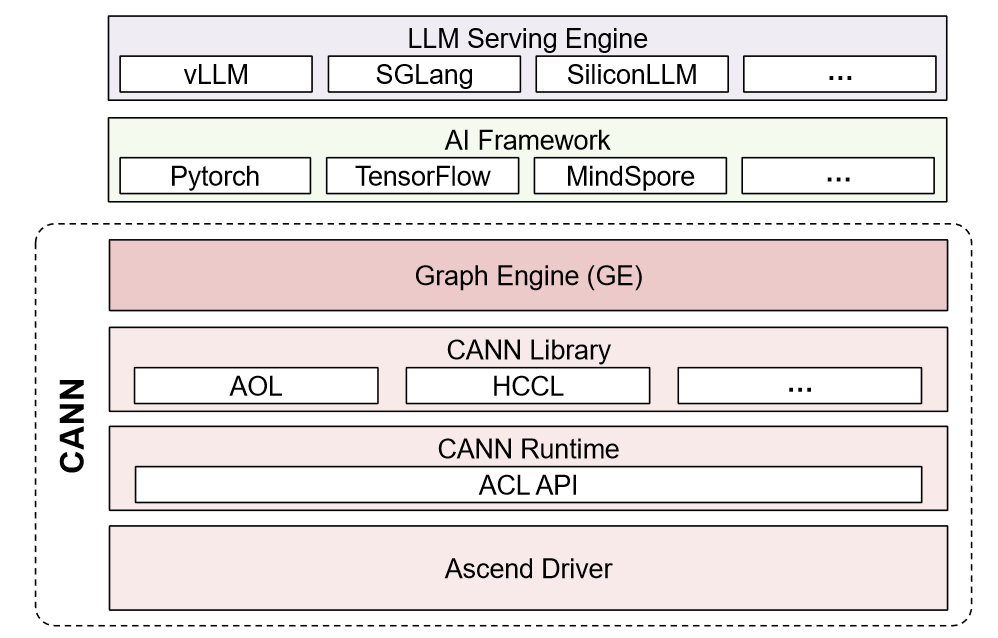 LLM Serving Engine
vLLM SGLang SiliconLLM ...
AI Framework
Pytorch TensorFlow MindSpore ...
CANN
Graph Engine (GE)
CANN Library
AOL HCCL ...
CANN Runtime
ACL API
Ascend Driver